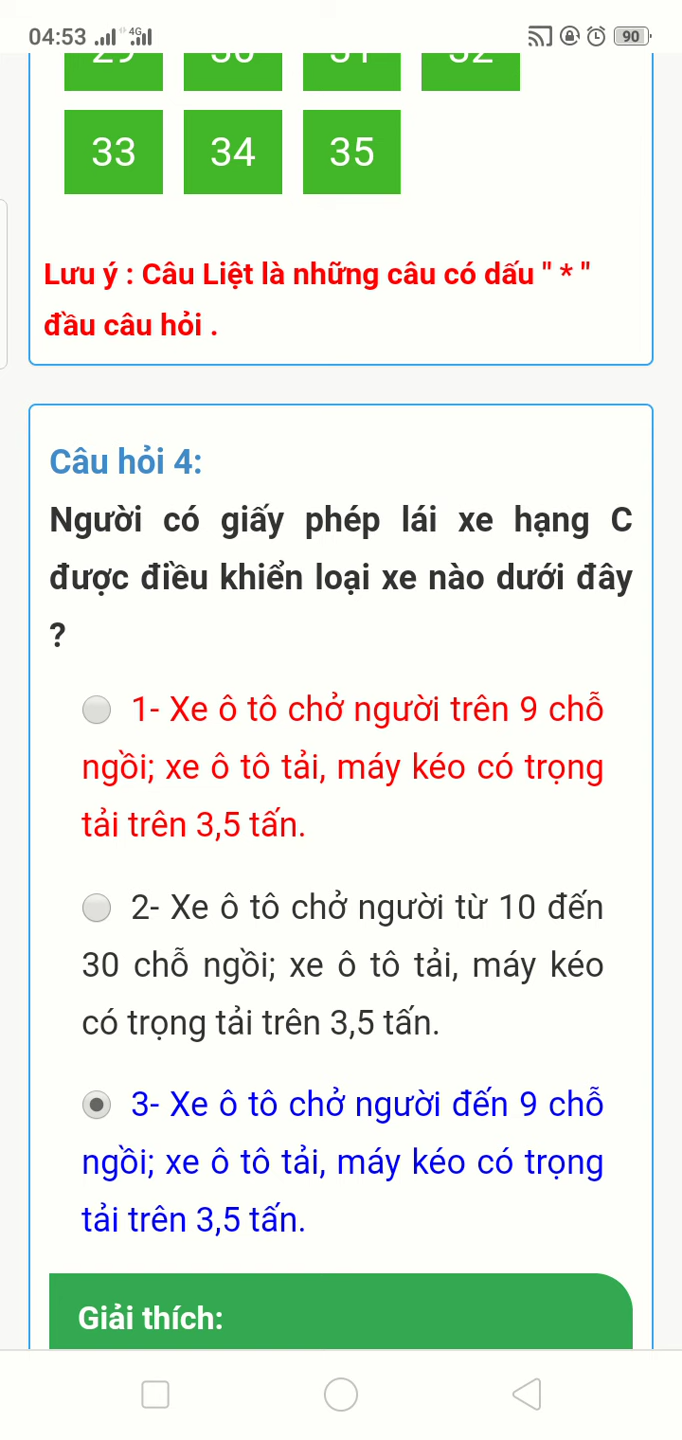 04:53 4G 90
33 34 35
Lưu ý : Câu Liệt là những câu có dấu " * "
đầu câu hỏi .
Câu hỏi 4:
Người có giấy phép lái xe hạng C
được điều khiển loại xe nào dưới đây
?
1- Xe ô tô chở người trên 9 chỗ
ngồi; xe ô tô tải, máy kéo có trọng
tải trên 3,5 tấn.
2- Xe ô tô chở người từ 10 đến
30 chỗ ngồi; xe ô tô tải, máy kéo
có trọng tải trên 3,5 tấn.
3- Xe ô tô chở người đến 9 chỗ
ngồi; xe ô tô tải, máy kéo có trọng
tải trên 3,5 tấn.
Giải thích: